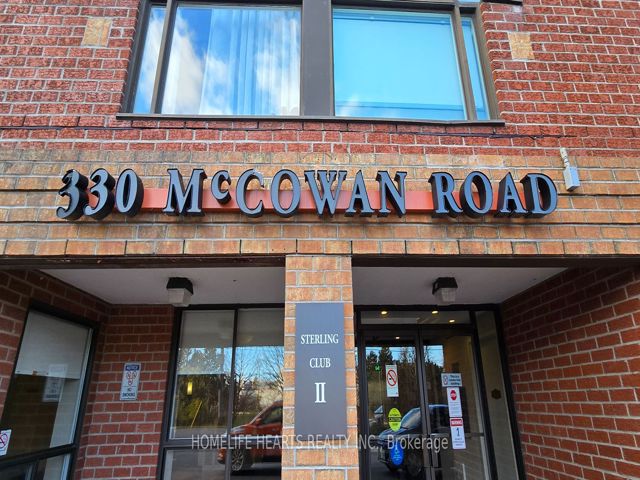 330 McCOWAN ROAD
STERLING
CLUB
II
HOMELIFE HEARTS REALTY INC., Brokerage